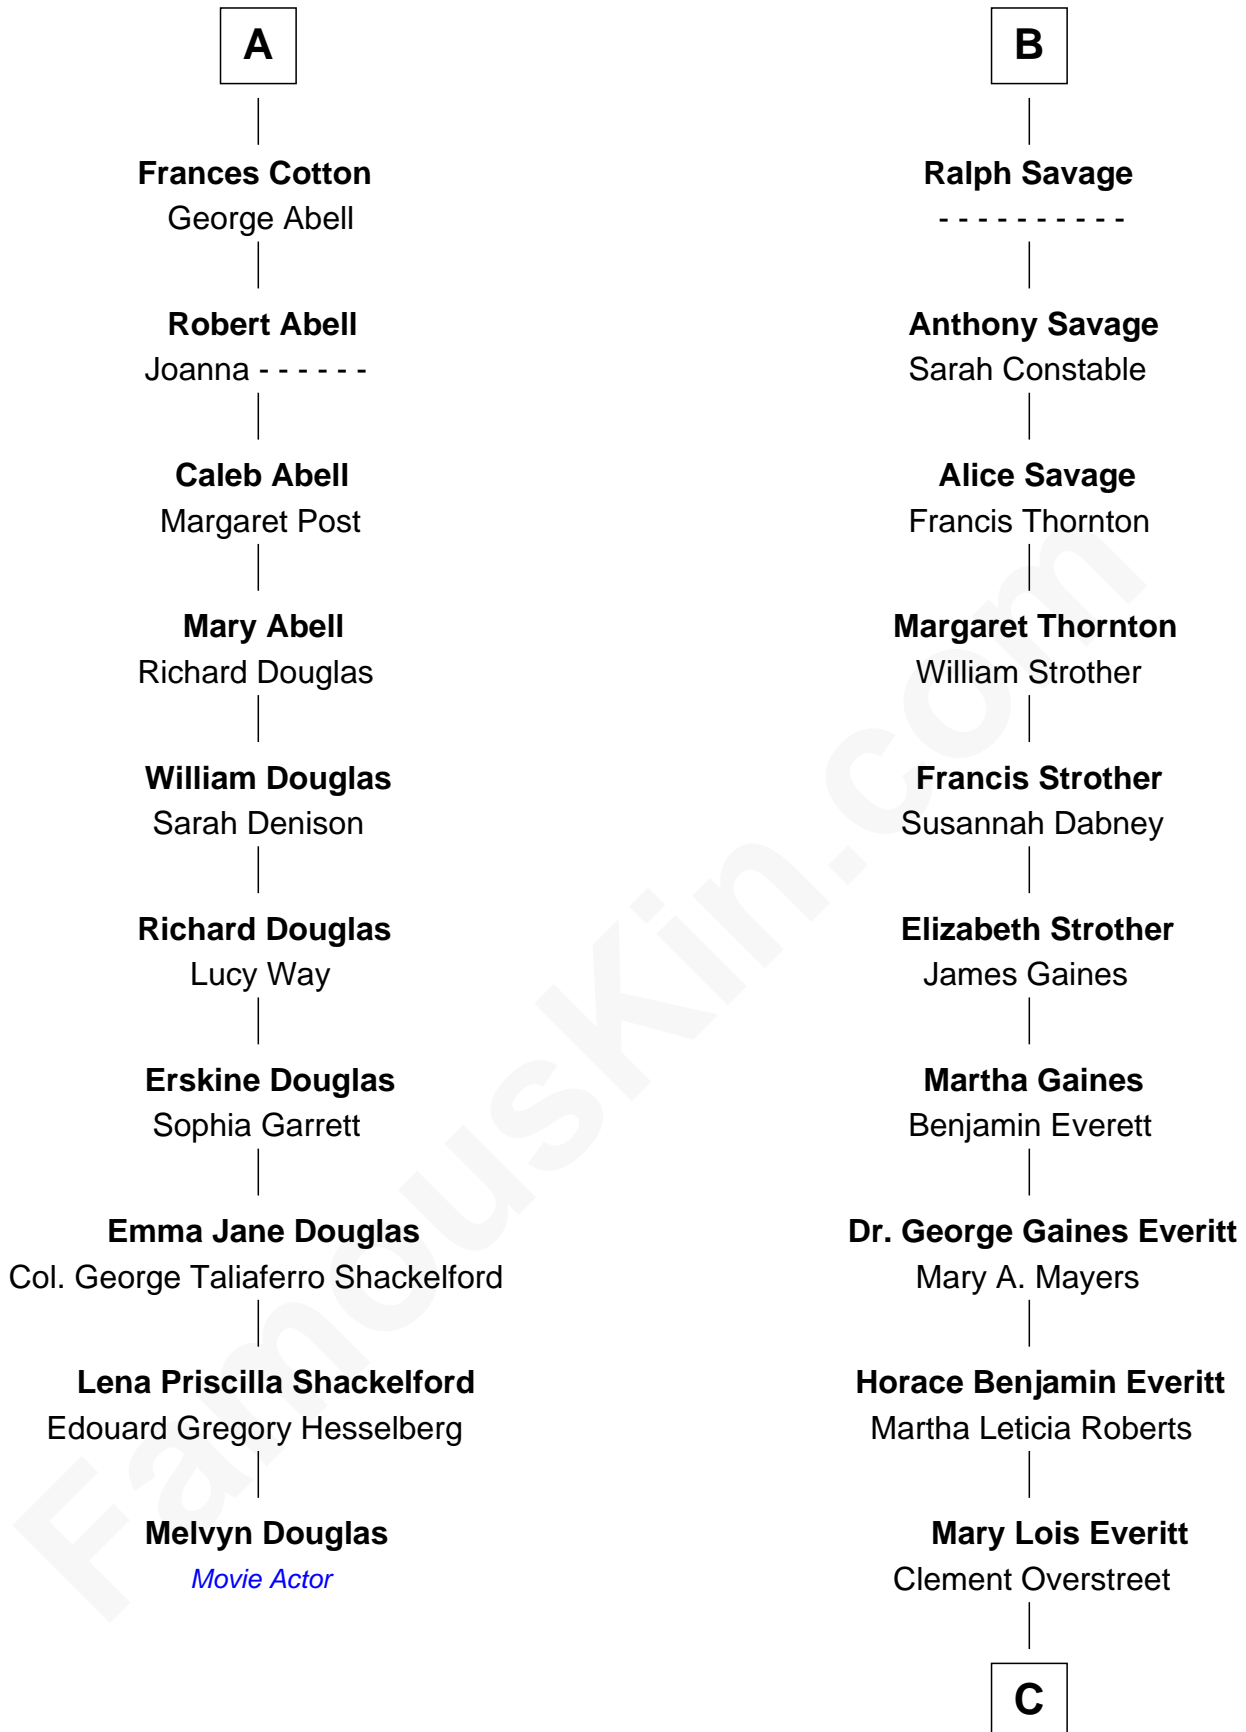 A
Frances Cotton
George Abell
Robert Abell
Joanna - - - - - -
Caleb Abell
Margaret Post
Mary Abell
Richard Douglas
William Douglas
Sarah Denison
Richard Douglas
Lucy Way
Erskine Douglas
Sophia Garrett
Emma Jane Douglas
Col. George Taliaferro Shackelford
Lena Priscilla Shackelford
Edouard Gregory Hesselberg
Melvyn Douglas
Movie Actor
B
Ralph Savage
- - - - - - - - - -
Anthony Savage
Sarah Constable
Alice Savage
Francis Thornton
Margaret Thornton
William Strother
Francis Strother
Susannah Dabney
Elizabeth Strother
James Gaines
Martha Gaines
Benjamin Everett
Dr. George Gaines Everitt
Mary A. Mayers
Horace Benjamin Everitt
Martha Leticia Roberts
Mary Lois Everitt
Clement Overstreet
C
FamousKin.com